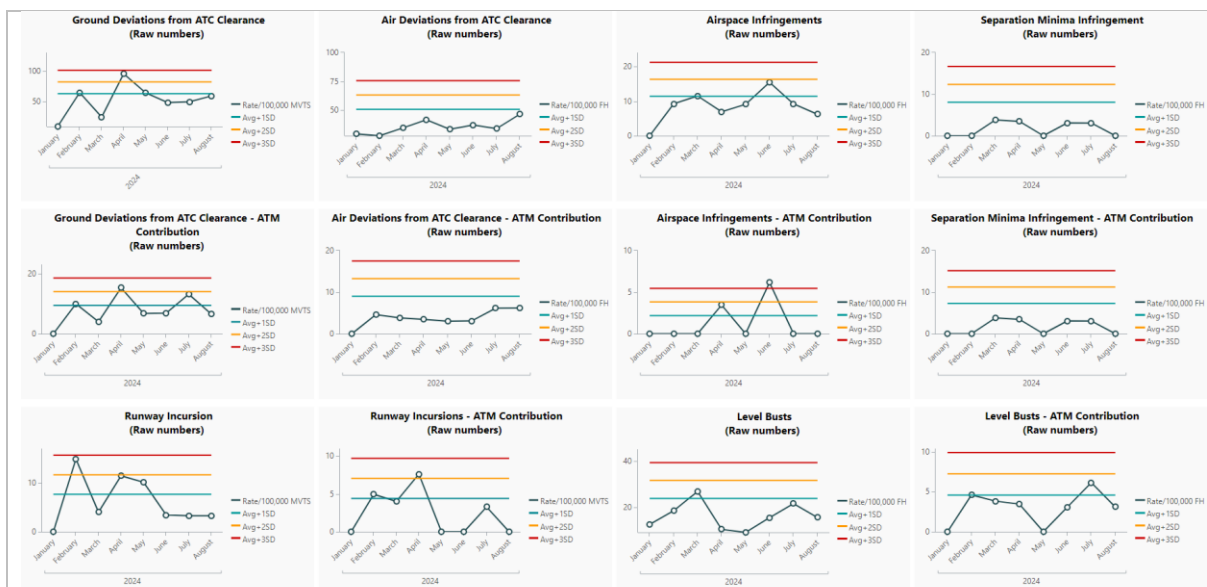 Ground Deviations from ATC Clearance
(Raw numbers)
100
50
January
February
March
April
May
June
July
August
2024
Rate/100,000 MVTS
Avg+1SD
Avg+2SD
Avg+3SD
Air Deviations from ATC Clearance
(Raw numbers)
100
75
50
January
February
March
April
May
June
July
August
2024
Rate/100,000 FH
Avg+1SD
Avg+2SD
Avg+3SD
Airspace Infringements
(Raw numbers)
20
10
0
January
February
March
April
May
June
July
August
2024
Rate/100,000 FH
Avg+1SD
Avg+2SD
Avg+3SD
Separation Minima Infringement
(Raw numbers)
20
10
0
January
February
March
April
May
June
July
August
2024
Rate/100,000 FH
Avg+1SD
Avg+2SD
Avg+3SD
Ground Deviations from ATC Clearance - ATM
Contribution
(Raw numbers)
20
0
January
February
March
April
May
June
July
August
2024
Rate/100,000 MVTS
Avg+1SD
Avg+2SD
Avg+3SD
Air Deviations from ATC Clearance - ATM Contribution
(Raw numbers)
20
10
0
January
February
March
April
May
June
July
August
2024
Rate/100,000 FH
Avg+1SD
Avg+2SD
Avg+3SD
Airspace Infringements - ATM Contribution
(Raw numbers)
10
5
0
January
February
March
April
May
June
July
August
2024
Rate/100,000 FH
Avg+1SD
Avg+2SD
Avg+3SD
Separation Minima Infringement - ATM Contribution
(Raw numbers)
20
10
0
January
February
March
April
May
June
July
August
2024
Rate/100,000 FH
Avg+1SD
Avg+2SD
Avg+3SD
Runway Incursion
(Raw numbers)
10
0
January
February
March
April
May
June
July
August
2024
Rate/100,000 MVTS
Avg+1SD
Avg+2SD
Avg+3SD
Runway Incursions - ATM Contribution
(Raw numbers)
10
5
0
January
February
March
April
May
June
July
August
2024
Rate/100,000 MVTS
Avg+1SD
Avg+2SD
Avg+3SD
Level Busts
(Raw numbers)
40
20
January
February
March
April
May
June
July
August
2024
Rate/100,000 FH
Avg+1SD
Avg+2SD
Avg+3SD
Level Busts - ATM Contribution
(Raw numbers)
10
5
0
January
February
March
April
May
June
July
August
2024
Rate/100,000 FH
Avg+1SD
Avg+2SD
Avg+3SD